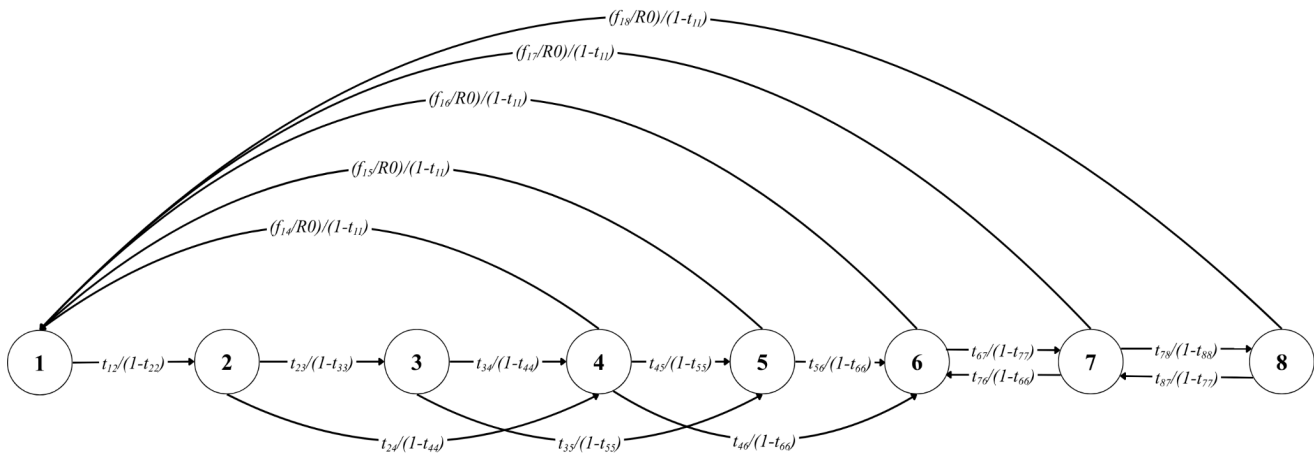 (f₁₈/R0)/(1-t₁₁)
(f₁₇/R0)/(1-t₁₁)
(f₁₆/R0)/(1-t₁₁)
(f₁₅/R0)/(1-t₁₁)
(f₁₄/R0)/(1-t₁₁)
1 t₁₂/(1-t₂₂) 2 t₂₃/(1-t₃₃) 3 t₃₄/(1-t₄₄) 4 t₄₅/(1-t₅₅) 5 t₅₆/(1-t₆₆) 6 t₆₇/(1-t₇₇) 7 t₇₈/(1-t₈₈) 8
t₇₆/(1-t₆₆) t₈₇/(1-t₇₇)
t₂₄/(1-t₄₄) t₃₅/(1-t₅₅) t₄₆/(1-t₆₆)